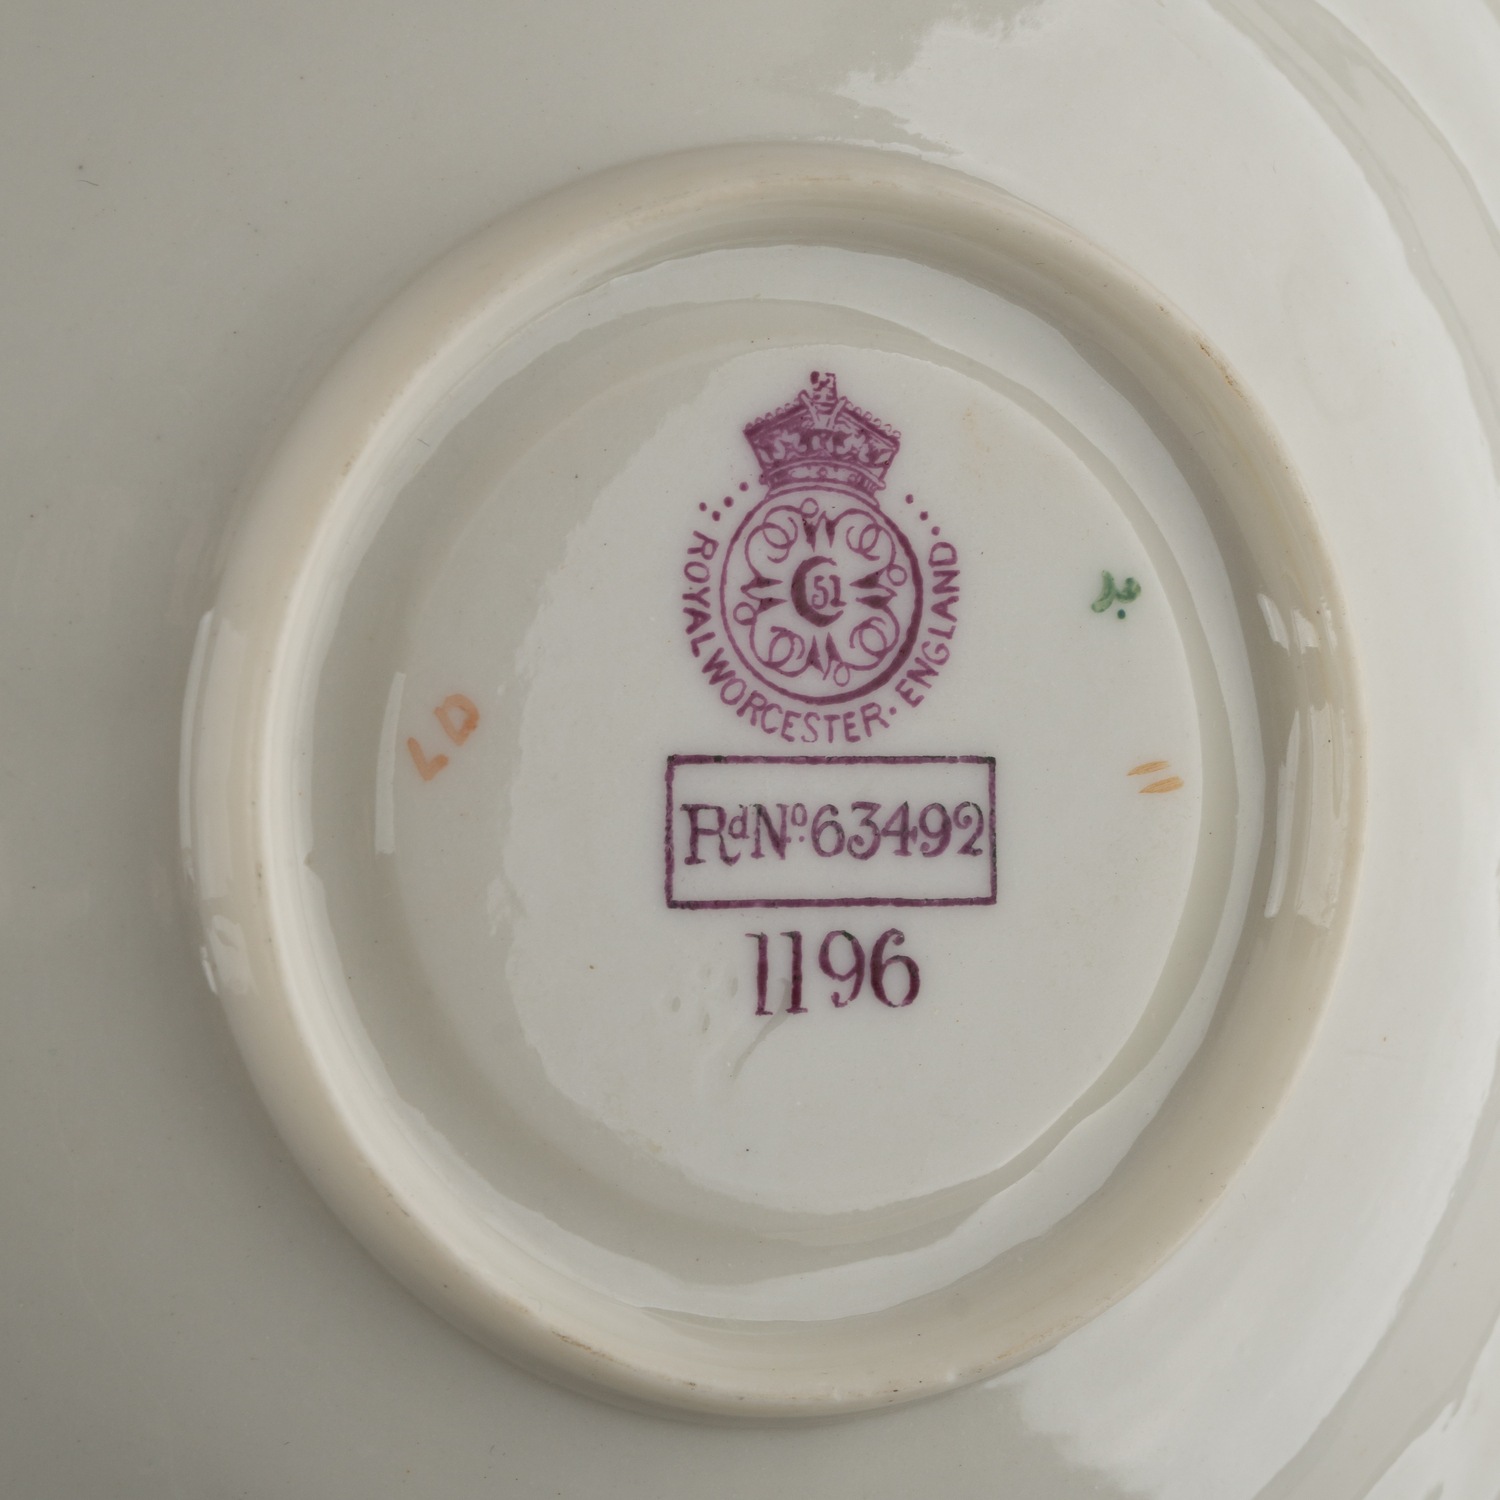 51
ROYAL WORCESTER · ENGLAND
RdNo. 63492
1196
LD